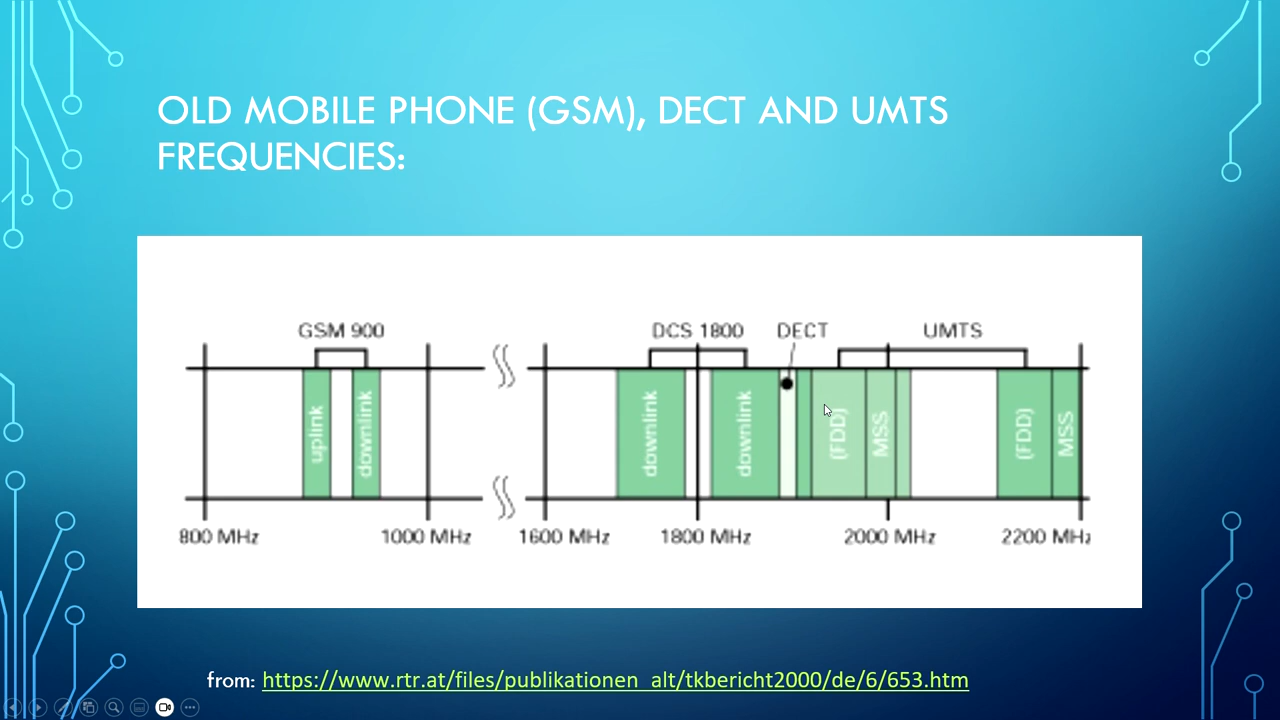 OLD MOBILE PHONE (GSM), DECT AND UMTS
FREQUENCIES:
GSM 900
DCS 1800
DECT
UMTS
uplink
downlink
downlink
downlink
(FDD)
MSS
(FDD)
MSS
800 MHz
1000 MHz
1600 MHz
1800 MHz
2000 MHz
2200 MHz
from: https://www.rtr.at/files/publikationen_alt/tkbericht2000/de/6/653.htm